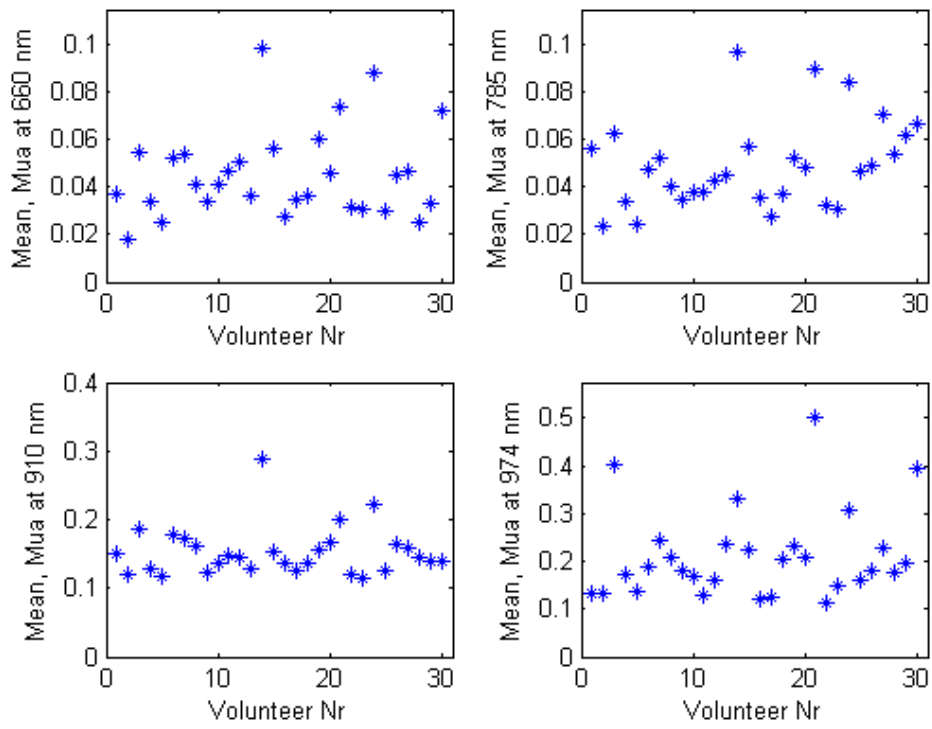 Mean, Mua at 660 nm
0.1
0.08
0.06
0.04
0.02
0
0 10 20 30
Volunteer Nr
Mean, Mua at 785 nm
0.1
0.08
0.06
0.04
0.02
0
0 10 20 30
Volunteer Nr
Mean, Mua at 910 nm
0.4
0.3
0.2
0.1
0
0 10 20 30
Volunteer Nr
Mean, Mua at 974 nm
0.5
0.4
0.3
0.2
0.1
0
0 10 20 30
Volunteer Nr